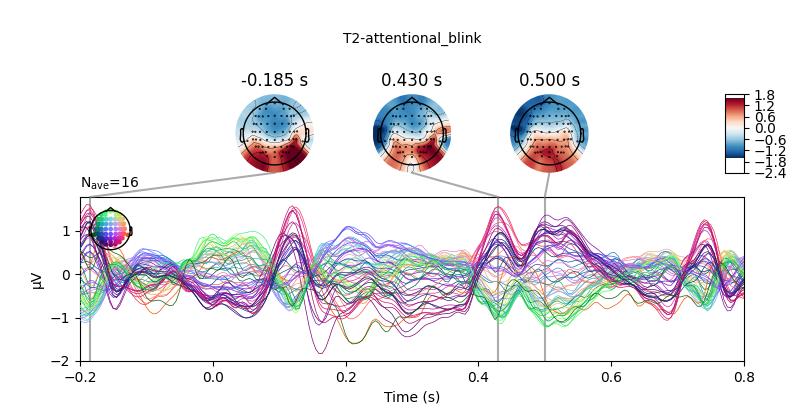 T2-attentional_blink
-0.185 s 0.430 s 0.500 s
1.8
1.2
0.6
0.0
−0.6
−1.2
−1.8
−2.4
Nave=16
1
0
−1
−2
µV
−0.2 0.0 0.2 0.4 0.6 0.8
Time (s)